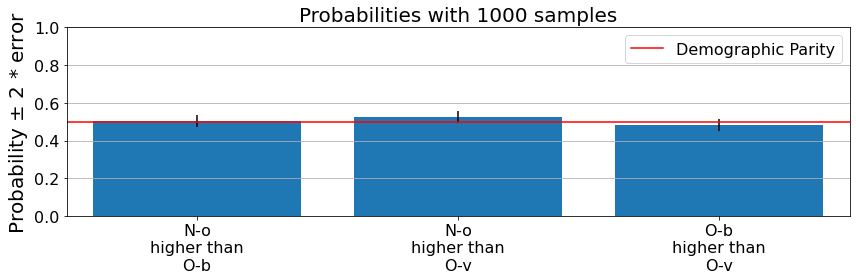 Probabilities with 1000 samples
Probability ± 2 * error
1.0
0.8
0.6
0.4
0.2
0.0
Demographic Parity
N-o
higher than
O-b
N-o
higher than
O-v
O-b
higher than
O-v